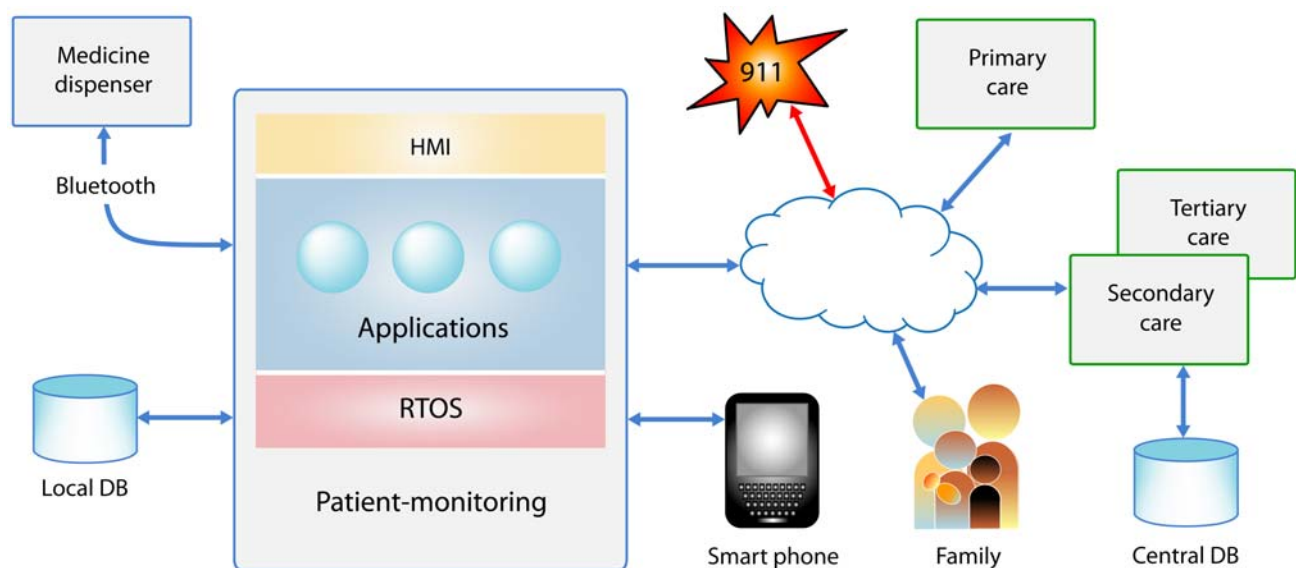 Medicine
dispenser
Bluetooth
Local DB
HMI
Applications
RTOS
Patient-monitoring
911
Primary
care
Tertiary
care
Secondary
care
Smart phone
Family
Central DB